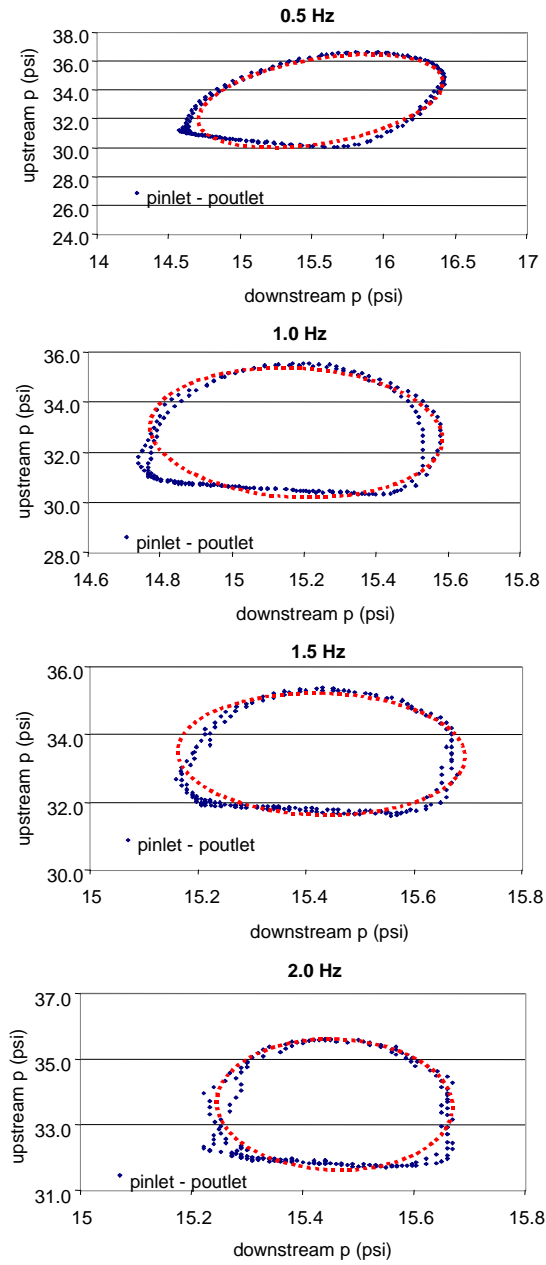 0.5 Hz
38.0
36.0
34.0
32.0
30.0
28.0
26.0
24.0
upstream p (psi)
pinlet - poutlet
14 14.5 15 15.5 16 16.5 17
downstream p (psi)
1.0 Hz
36.0
34.0
32.0
30.0
28.0
upstream p (psi)
pinlet - poutlet
14.6 14.8 15 15.2 15.4 15.6 15.8
downstream p (psi)
1.5 Hz
36.0
34.0
32.0
30.0
upstream p (psi)
pinlet - poutlet
15 15.2 15.4 15.6 15.8
downstream p (psi)
2.0 Hz
37.0
35.0
33.0
31.0
upstream p (psi)
pinlet - poutlet
15 15.2 15.4 15.6 15.8
downstream p (psi)